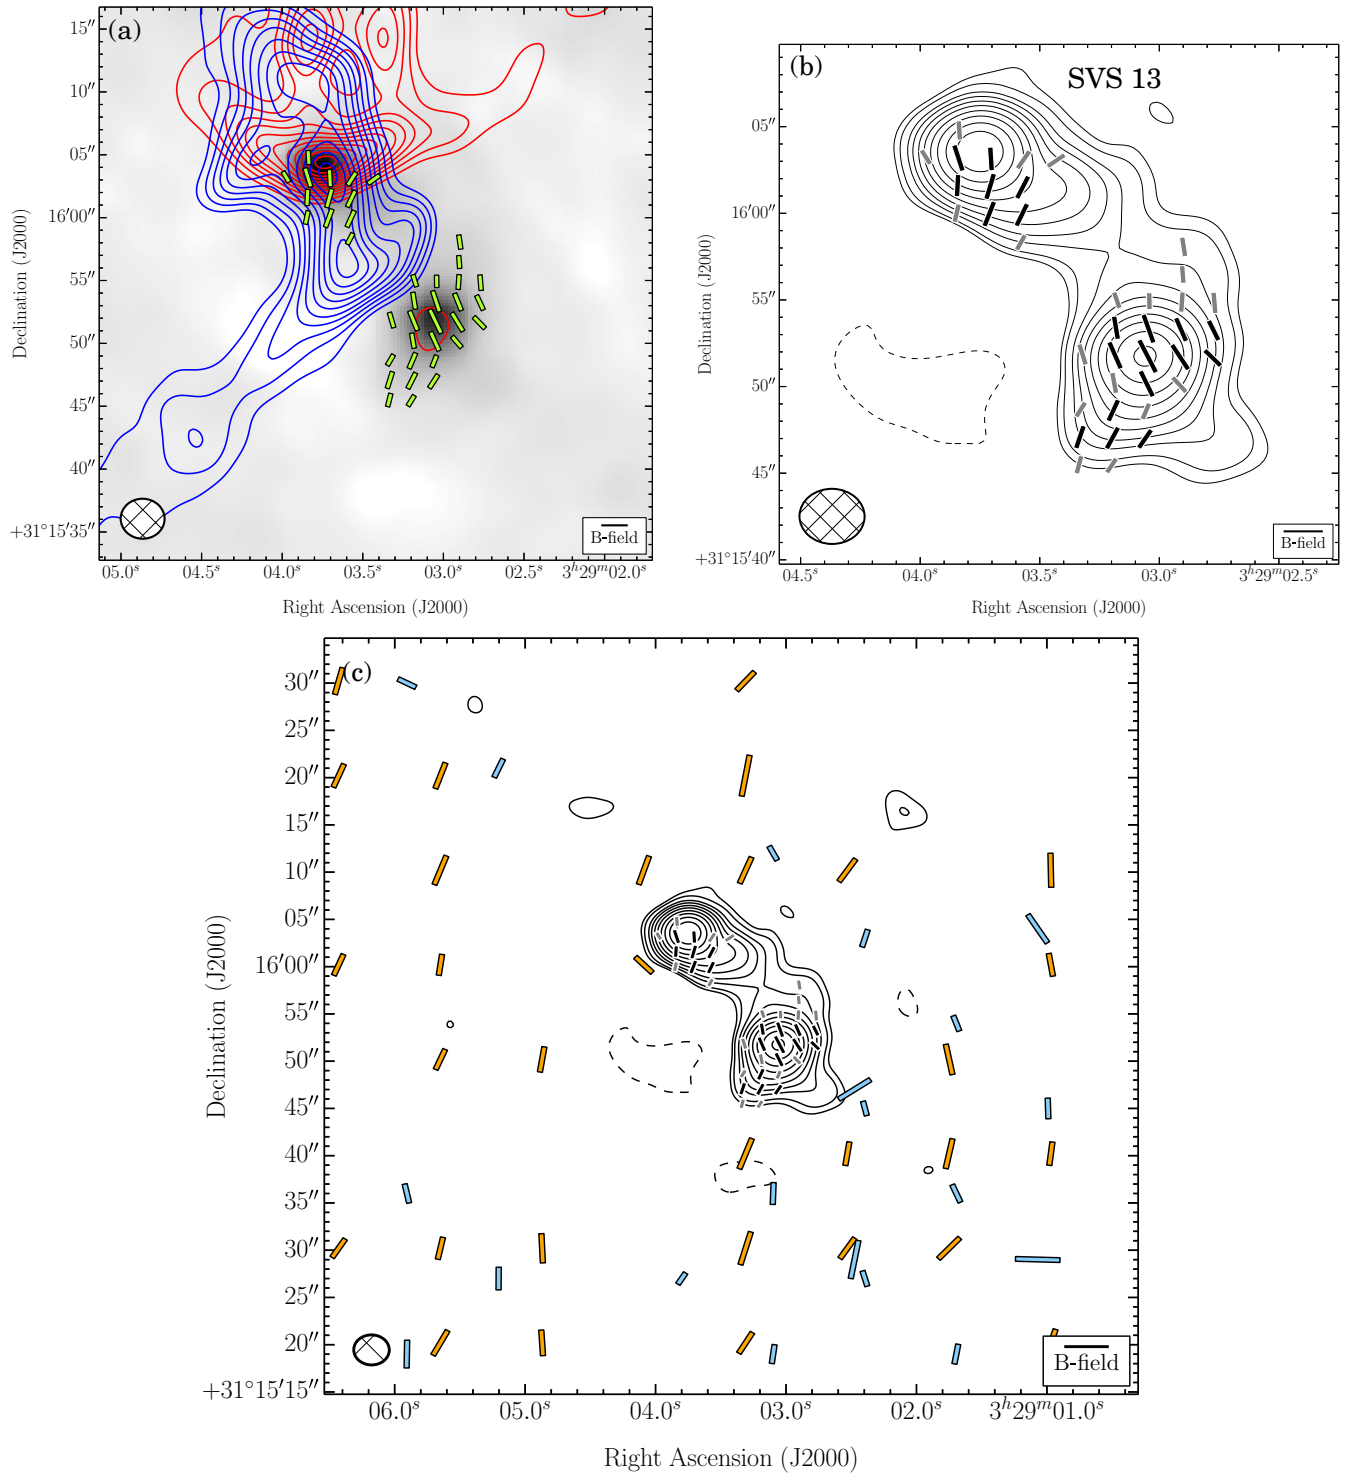 (a)
15″
10″
05″
16′00″
55″
50″
45″
40″
+31°15′35″
Declination (J2000)
B-field
05.0ˢ 04.5ˢ 04.0ˢ 03.5ˢ 03.0ˢ 02.5ˢ 3ʰ29ᵐ02.0ˢ
Right Ascension (J2000)
(b)
SVS 13
05″
16′00″
55″
50″
45″
+31°15′40″
Declination (J2000)
B-field
04.5ˢ 04.0ˢ 03.5ˢ 03.0ˢ 3ʰ29ᵐ02.5ˢ
Right Ascension (J2000)
(c)
30″
25″
20″
15″
10″
05″
16′00″
55″
50″
45″
40″
35″
30″
25″
20″
+31°15′15″
Declination (J2000)
B-field
06.0ˢ 05.0ˢ 04.0ˢ 03.0ˢ 02.0ˢ 3ʰ29ᵐ01.0ˢ
Right Ascension (J2000)